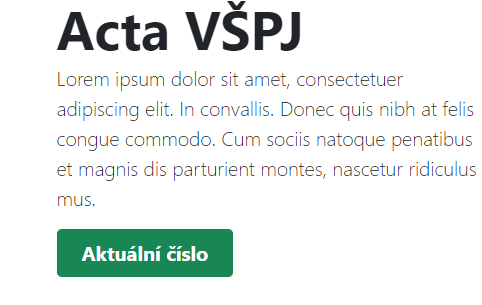 Acta VŠPJ
Lorem ipsum dolor sit amet, consectetuer
adipiscing elit. In convallis. Donec quis nibh at felis
congue commodo. Cum sociis natoque penatibus
et magnis dis parturient montes, nascetur ridiculus
mus.
Aktuální číslo